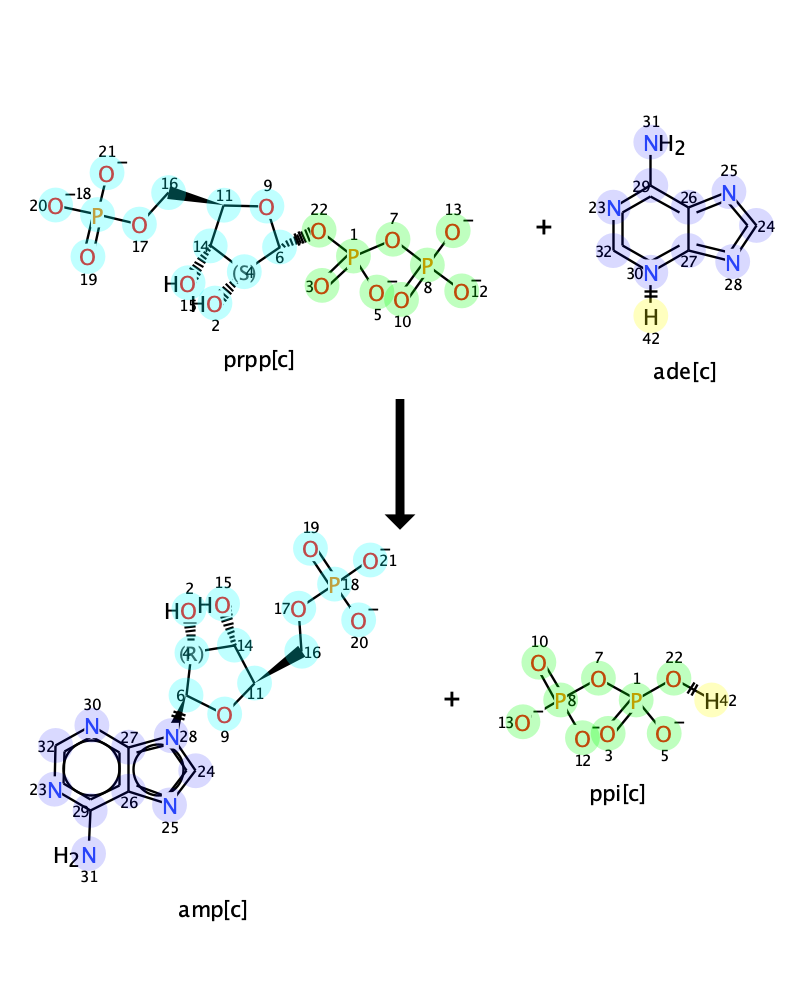 21
O −
20 O − 18 P
16
11
9
O
O
17
O
19
14
HO
15
HO
2
(S)
4
6
22
O
1
P
3 O
O −
5
7
O
P
8
O
10
13
O −
O − 12
prpp[c]
+
31
NH2
29
23 N
26
25
N
24
32
30 N
27
N
28
H
42
ade[c]
19
O
O − 21
P 18
O −
20
17 O
16
2
HO
15
HO
(R)
4
14
11
6
O
9
30
N
27
N 28
32
24
23 N
26
29
N
25
H2N
31
amp[c]
+
10
O
7
O
1
P
22
O
H 42
P 8
13 O −
O −
12
O
3
O −
5
ppi[c]